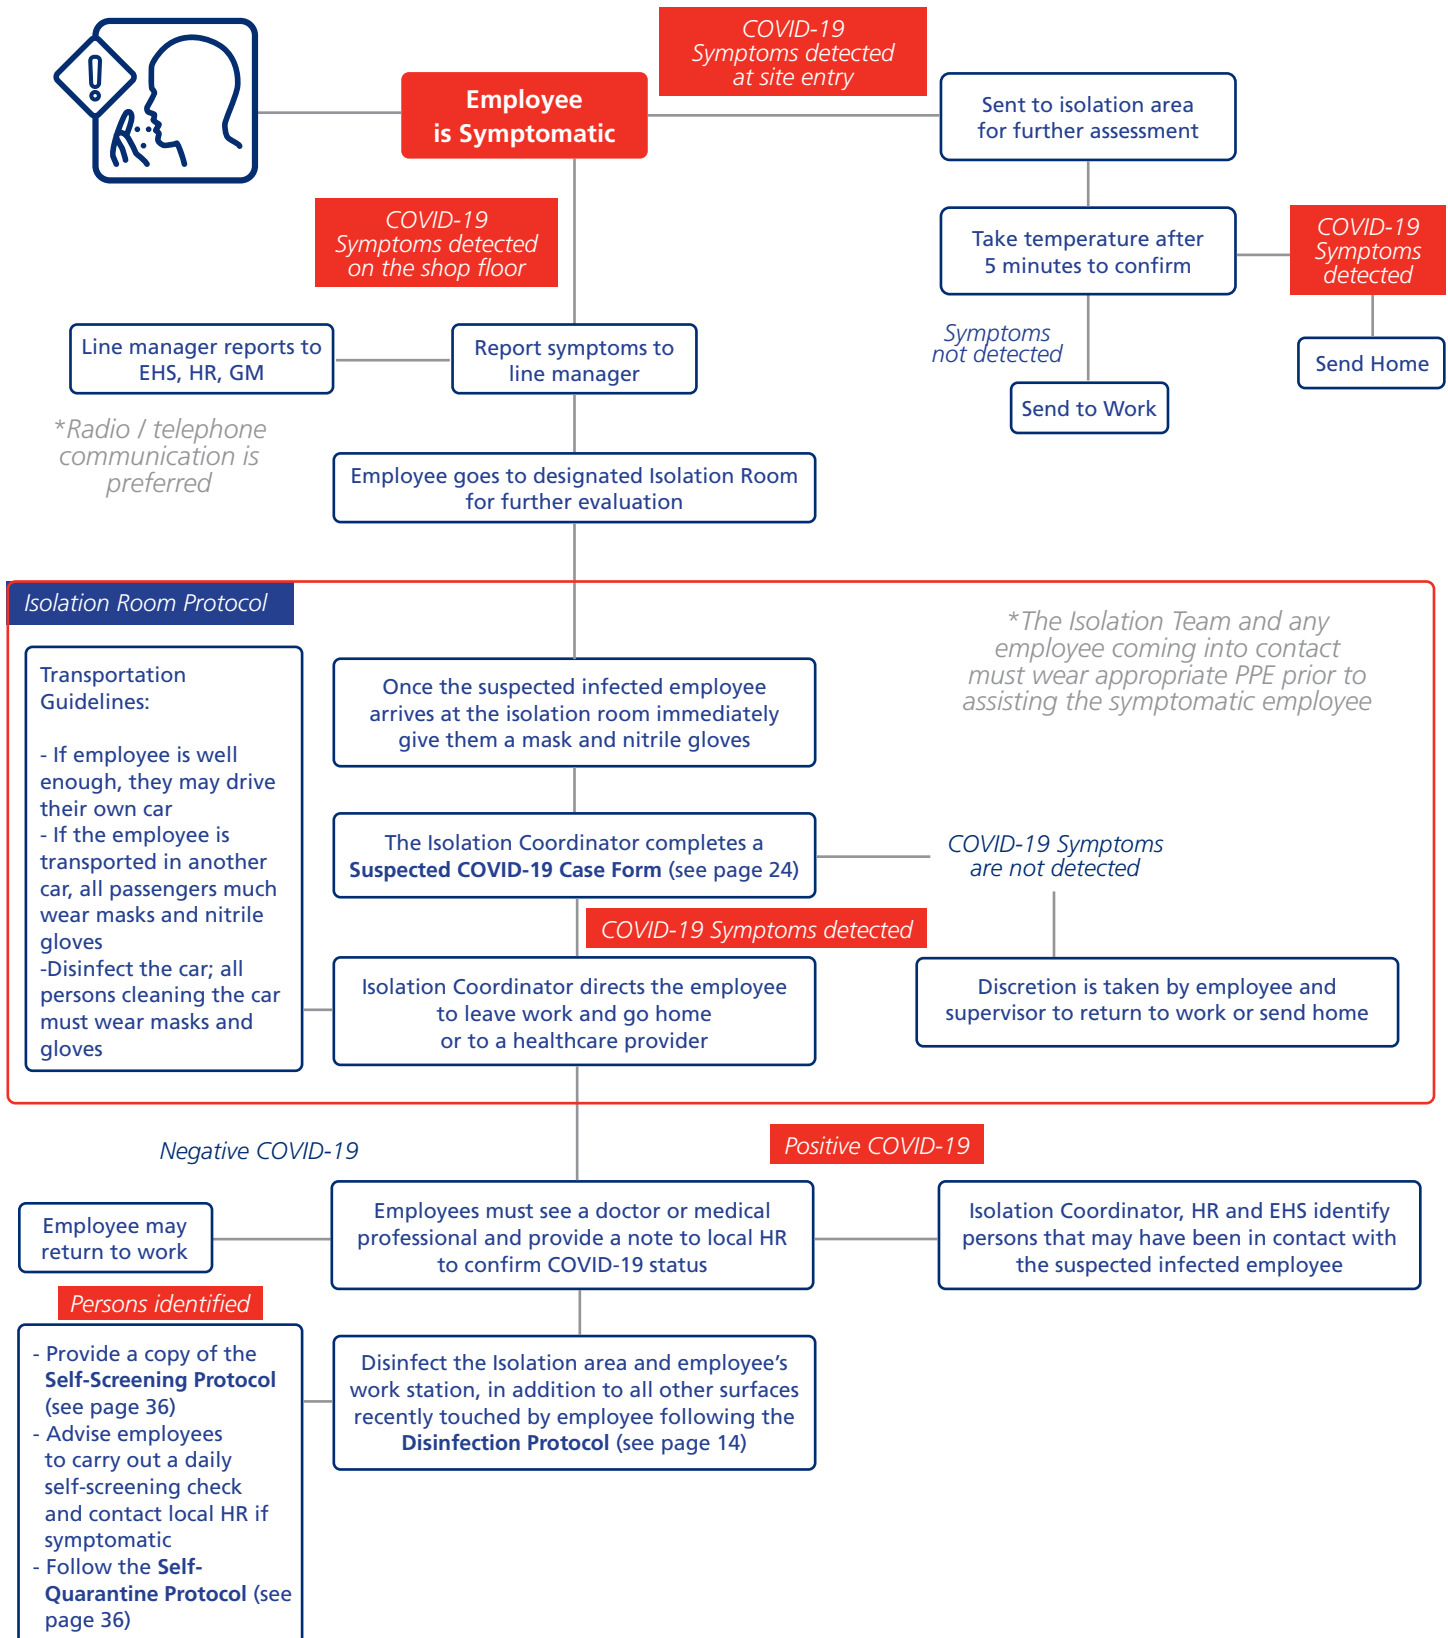 COVID-19
Symptoms detected
at site entry
Employee
is Symptomatic
Sent to isolation area
for further assessment
COVID-19
Symptoms detected
on the shop floor
Take temperature after
5 minutes to confirm
COVID-19
Symptoms
detected
Symptoms
not detected
Send Home
Send to Work
Line manager reports to
EHS, HR, GM
Report symptoms to
line manager
*Radio / telephone
communication is
preferred
Employee goes to designated Isolation Room
for further evaluation
Isolation Room Protocol
*The Isolation Team and any
employee coming into contact
must wear appropriate PPE prior to
assisting the symptomatic employee
Transportation
Guidelines:
- If employee is well
enough, they may drive
their own car
- If the employee is
transported in another
car, all passengers much
wear masks and nitrile
gloves
-Disinfect the car; all
persons cleaning the car
must wear masks and
gloves
Once the suspected infected employee
arrives at the isolation room immediately
give them a mask and nitrile gloves
The Isolation Coordinator completes a
Suspected COVID-19 Case Form (see page 24)
COVID-19 Symptoms
are not detected
COVID-19 Symptoms detected
Isolation Coordinator directs the employee
to leave work and go home
or to a healthcare provider
Discretion is taken by employee and
supervisor to return to work or send home
Negative COVID-19
Positive COVID-19
Employee may
return to work
Employees must see a doctor or medical
professional and provide a note to local HR
to confirm COVID-19 status
Isolation Coordinator, HR and EHS identify
persons that may have been in contact with
the suspected infected employee
Persons identified
- Provide a copy of the
Self-Screening Protocol
(see page 36)
- Advise employees
to carry out a daily
self-screening check
and contact local HR if
symptomatic
- Follow the Self-
Quarantine Protocol (see
page 36)
Disinfect the Isolation area and employee's
work station, in addition to all other surfaces
recently touched by employee following the
Disinfection Protocol (see page 14)